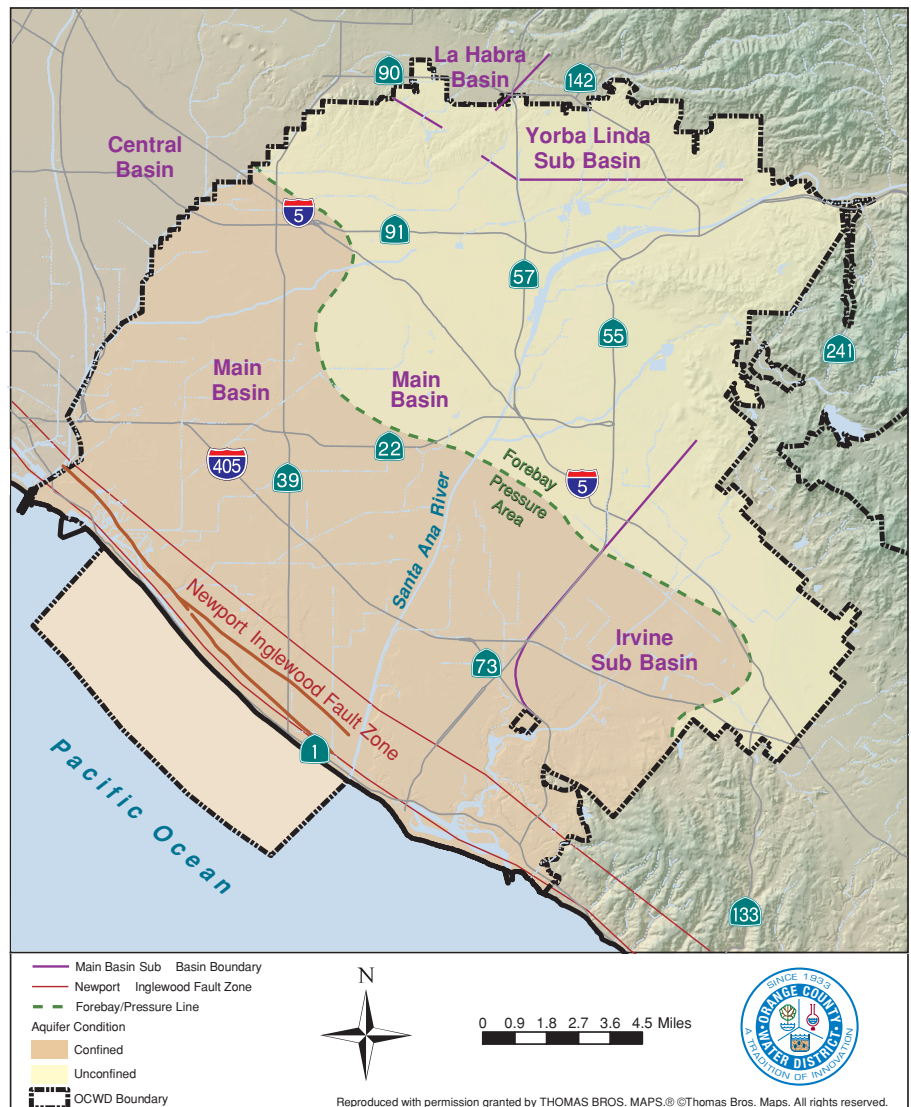 La Habra
Basin
90
142
Central
Basin
Yorba Linda
Sub Basin
5
91
57
55
241
Main
Basin
Main
Basin
22
405
39
Forebay
Pressure
Area
5
Santa Ana River
Newport Inglewood Fault Zone
Irvine
Sub Basin
73
1
Pacific Ocean
133
Main Basin Sub Basin Boundary
Newport Inglewood Fault Zone
Forebay/Pressure Line
Aquifer Condition
Confined
Unconfined
OCWD Boundary
N
0 0.9 1.8 2.7 3.6 4.5 Miles
SINCE 1933
ORANGE COUNTY
WATER DISTRICT
A TRADITION OF INNOVATION
Reproduced with permission granted by THOMAS BROS. MAPS.® ©Thomas Bros. Maps. All rights reserved.